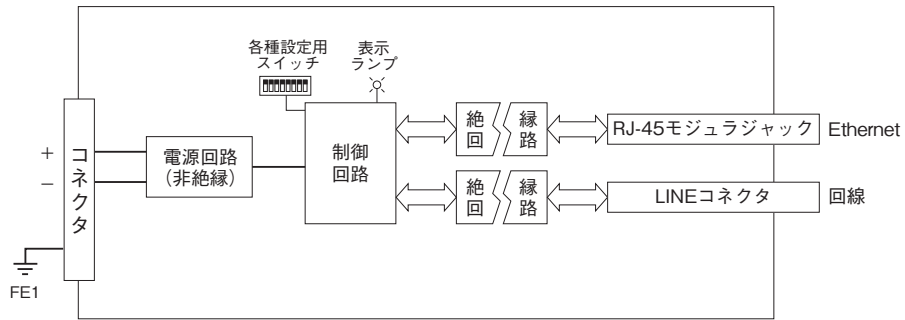 各種設定用
スイッチ
表示
ランプ
+
−
コネクタ
FE1
電源回路
(非絶縁)
制御
回路
絶縁
回路
RJ-45モジュラジャック
Ethernet
絶縁
回路
LINEコネクタ
回線